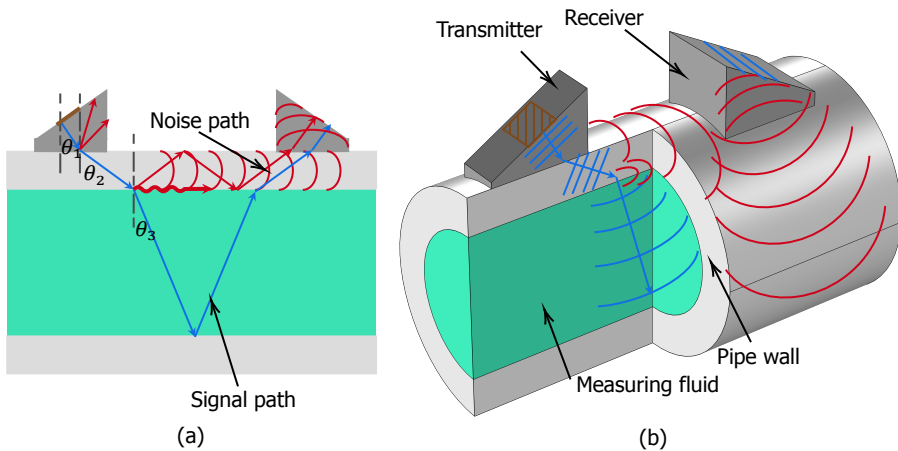 θ1
θ2
θ3
Noise path
Signal path
(a)
Transmitter
Receiver
Pipe wall
Measuring fluid
(b)